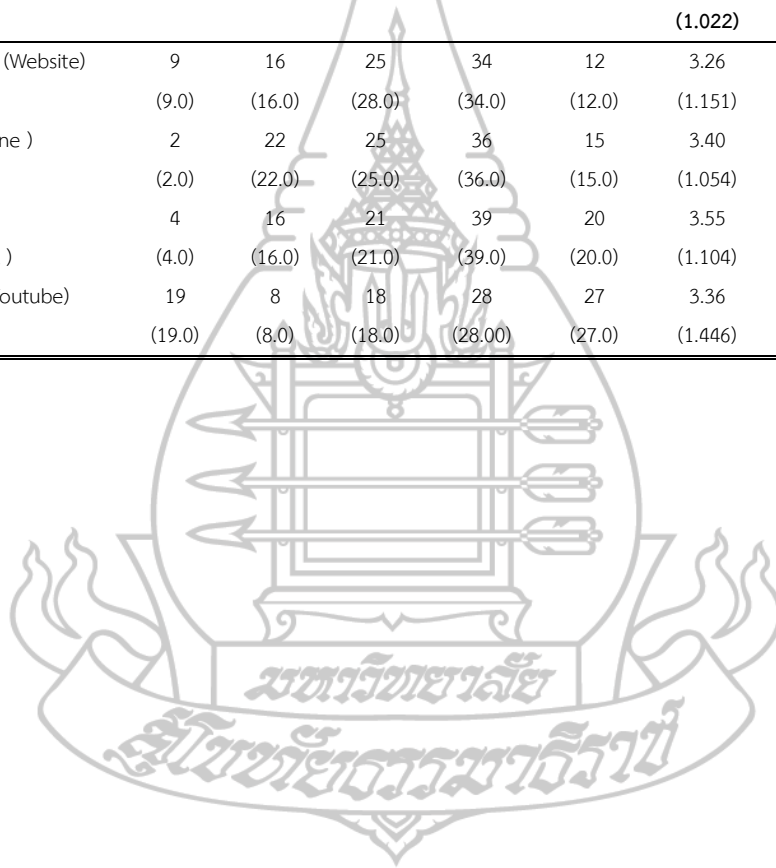 (1.022)
(Website) 9 16 25 34 12 3.26
(9.0) (16.0) (28.0) (34.0) (12.0) (1.151)
ne ) 2 22 25 36 15 3.40
(2.0) (22.0) (25.0) (36.0) (15.0) (1.054)
4 16 21 39 20 3.55
) (4.0) (16.0) (21.0) (39.0) (20.0) (1.104)
outube) 19 8 18 28 27 3.36
(19.0) (8.0) (18.0) (28.00) (27.0) (1.446)
มหาวิทยาลัย
สุโขทัยธรรมาธิราช